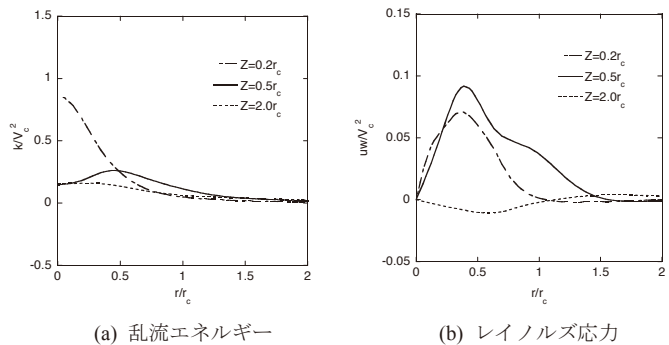 1.5
1
0.5
0
-0.5
0 0.5 1 1.5 2
k/V_c^2
r/r_c
Z=0.2r_c
Z=0.5r_c
Z=2.0r_c
(a) 乱流エネルギー
0.15
0.1
0.05
0
-0.05
0 0.5 1 1.5 2
uw/V_c^2
r/r_c
Z=0.2r_c
Z=0.5r_c
Z=2.0r_c
(b) レイノルズ応力